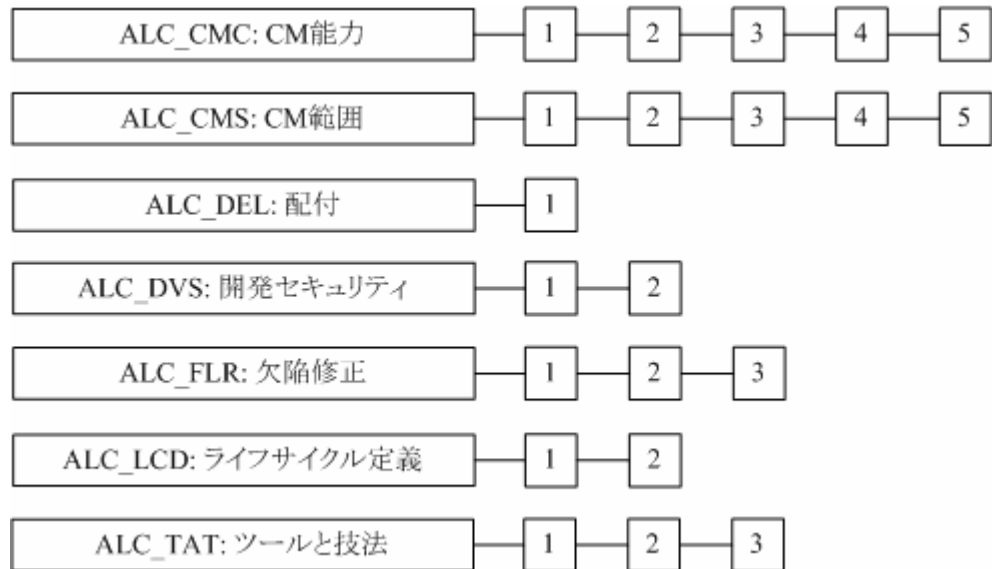 ALC_CMC: CM能力 1 2 3 4 5
ALC_CMS: CM範囲 1 2 3 4 5
ALC_DEL: 配付 1
ALC_DVS: 開発セキュリティ 1 2
ALC_FLR: 欠陥修正 1 2 3
ALC_LCD: ライフサイクル定義 1 2
ALC_TAT: ツールと技法 1 2 3